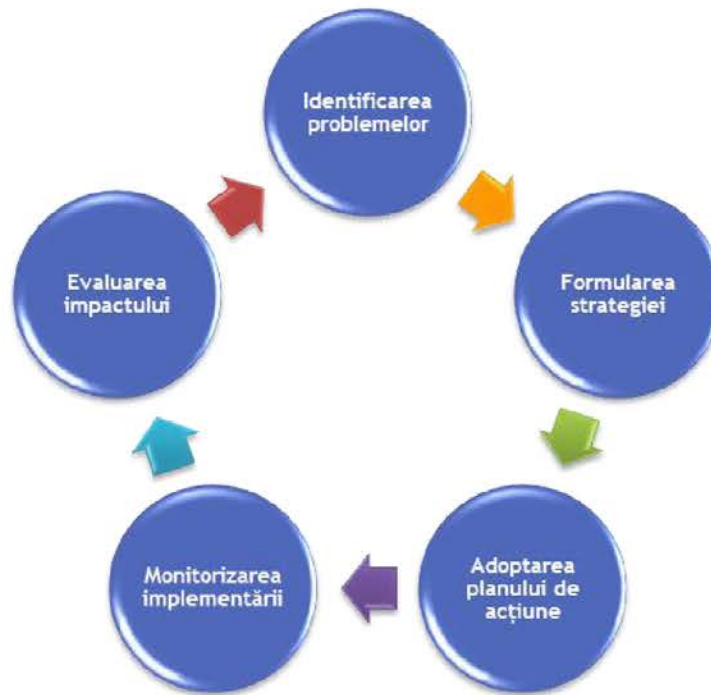 Identificarea
problemelor
Formularea
strategiei
Adoptarea
planului de
acțiune
Monitorizarea
implementării
Evaluarea
impactului